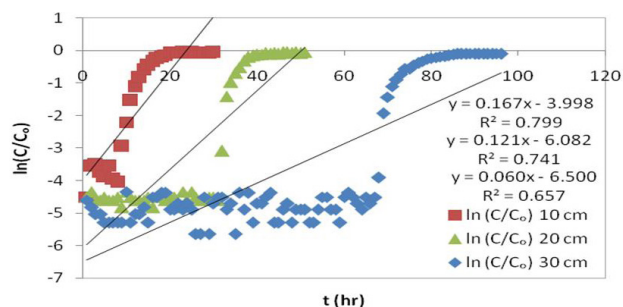 1
0
0 20 40 60 80 100 120
-1
-2
-3
-4
-5
-6
-7
ln(C/Cₒ)
y = 0.167x - 3.998
R² = 0.799
y = 0.121x - 6.082
R² = 0.741
y = 0.060x - 6.500
R² = 0.657
ln (C/Cₒ) 10 cm
ln (C/Cₒ) 20 cm
ln (C/Cₒ) 30 cm
t (hr)